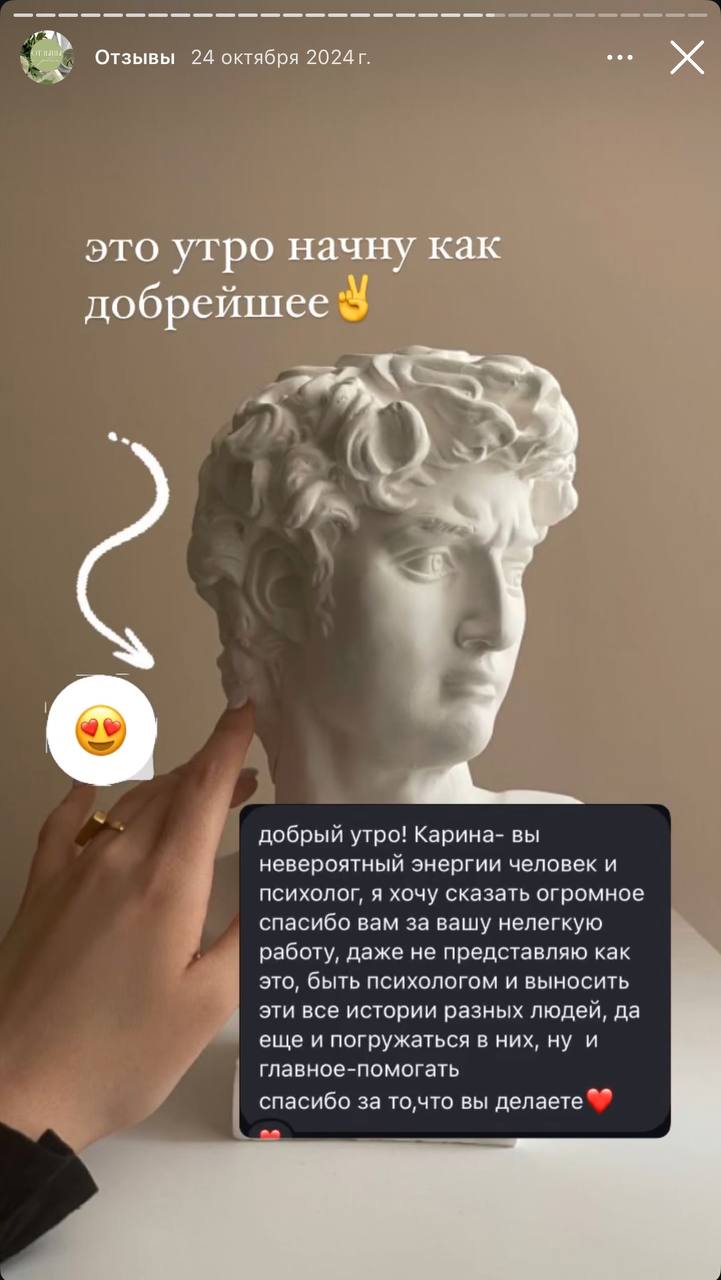 Отзывы 24 октября 2024 г.
это утро начну как
добрейшее✌️
добрый утро! Карина- вы
невероятный энергии человек и
психолог, я хочу сказать огромное
спасибо вам за вашу нелегкую
работу, даже не представляю как
это, быть психологом и выносить
эти все истории разных людей, да
еще и погружаться в них, ну  и
главное-помогать
спасибо за то,что вы делаете❤️